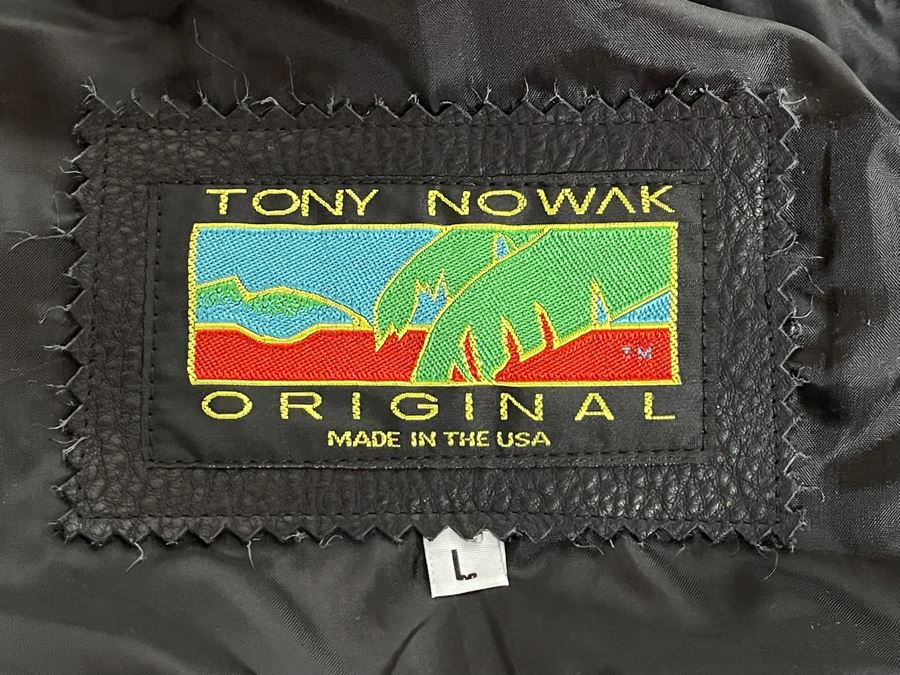 TONY NOWAK
TM
ORIGINAL
MADE IN THE USA
L